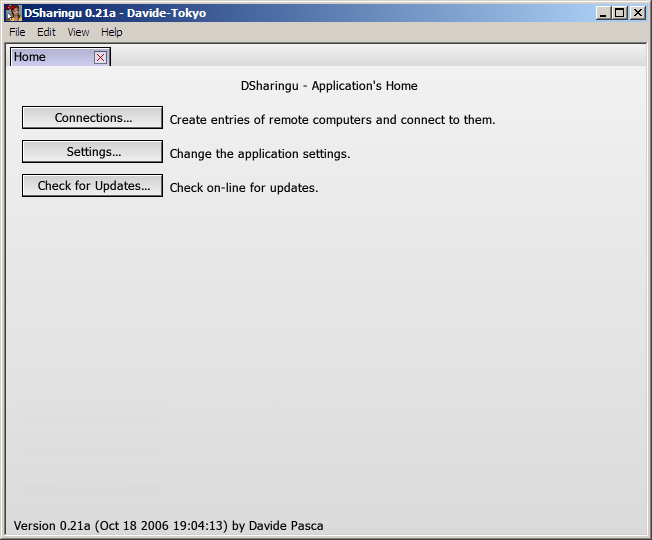 DSharingu 0.21a - Davide-Tokyo
File Edit View Help
Home
DSharingu - Application's Home
Connections... Create entries of remote computers and connect to them.
Settings... Change the application settings.
Check for Updates... Check on-line for updates.
Version 0.21a (Oct 18 2006 19:04:13) by Davide Pasca